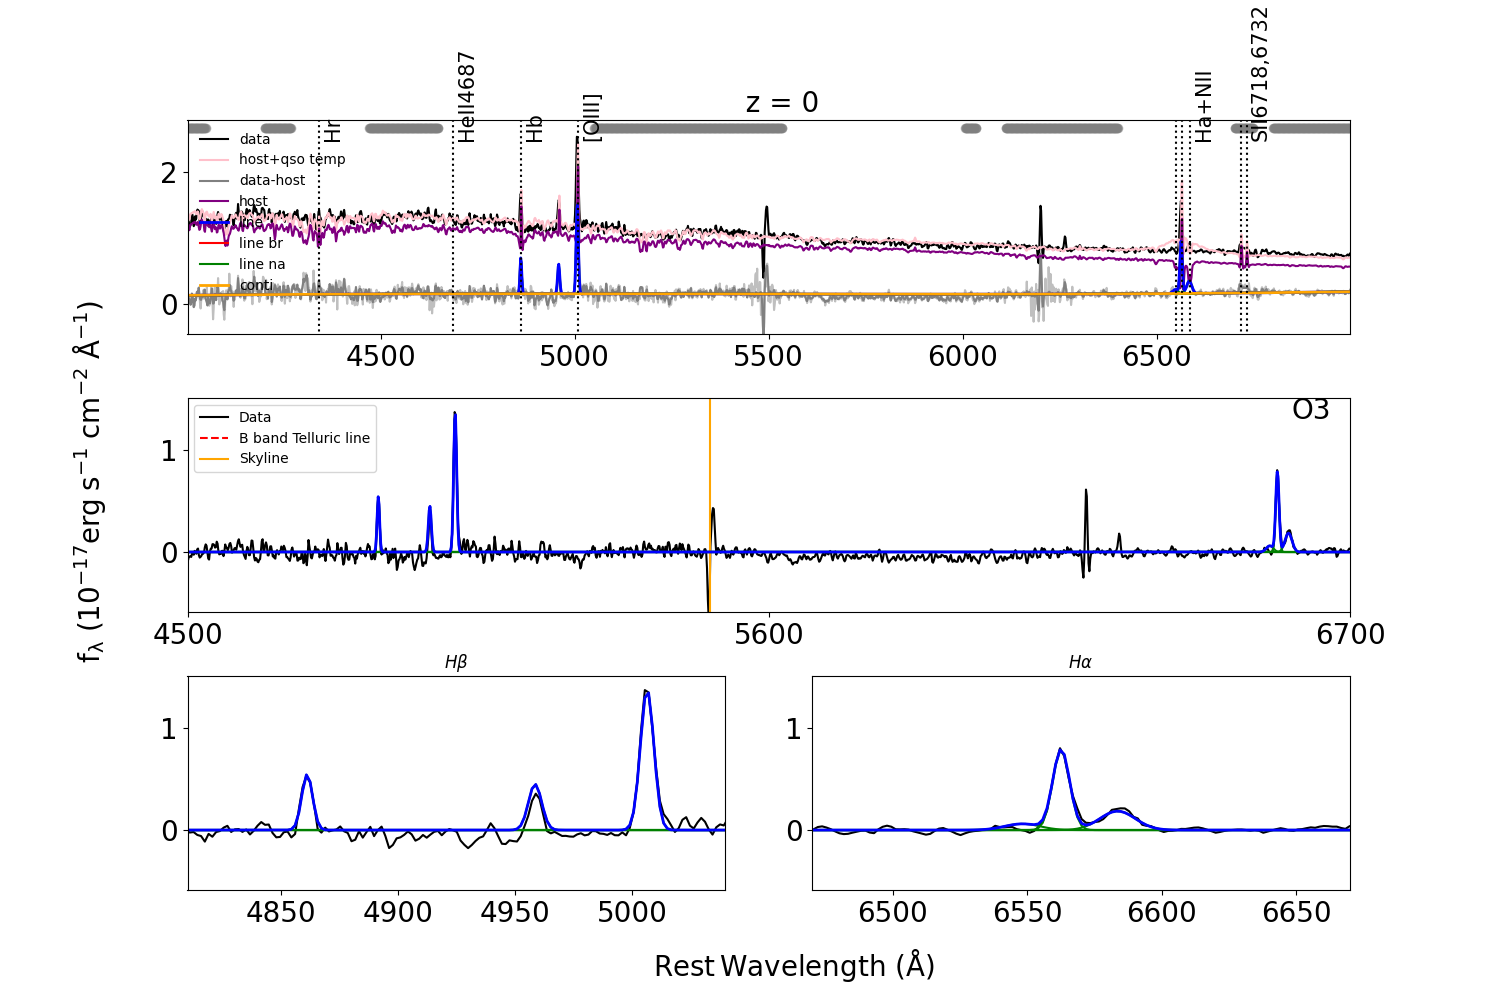 z = 0
Hr
HeII4687
Hb
[OIII]
Ha+NII
SII6718,6732
data
host+qso temp
data-host
host
line
line br
line na
conti
2
0
4500 5000 5500 6000 6500
O3
Data
B band Telluric line
Skyline
1
0
4500 5600 6700
fλ (10⁻¹⁷erg s⁻¹ cm⁻² Å⁻¹)
Hβ
1
0
4850 4900 4950 5000
Hα
1
0
6500 6550 6600 6650
Rest Wavelength (Å)